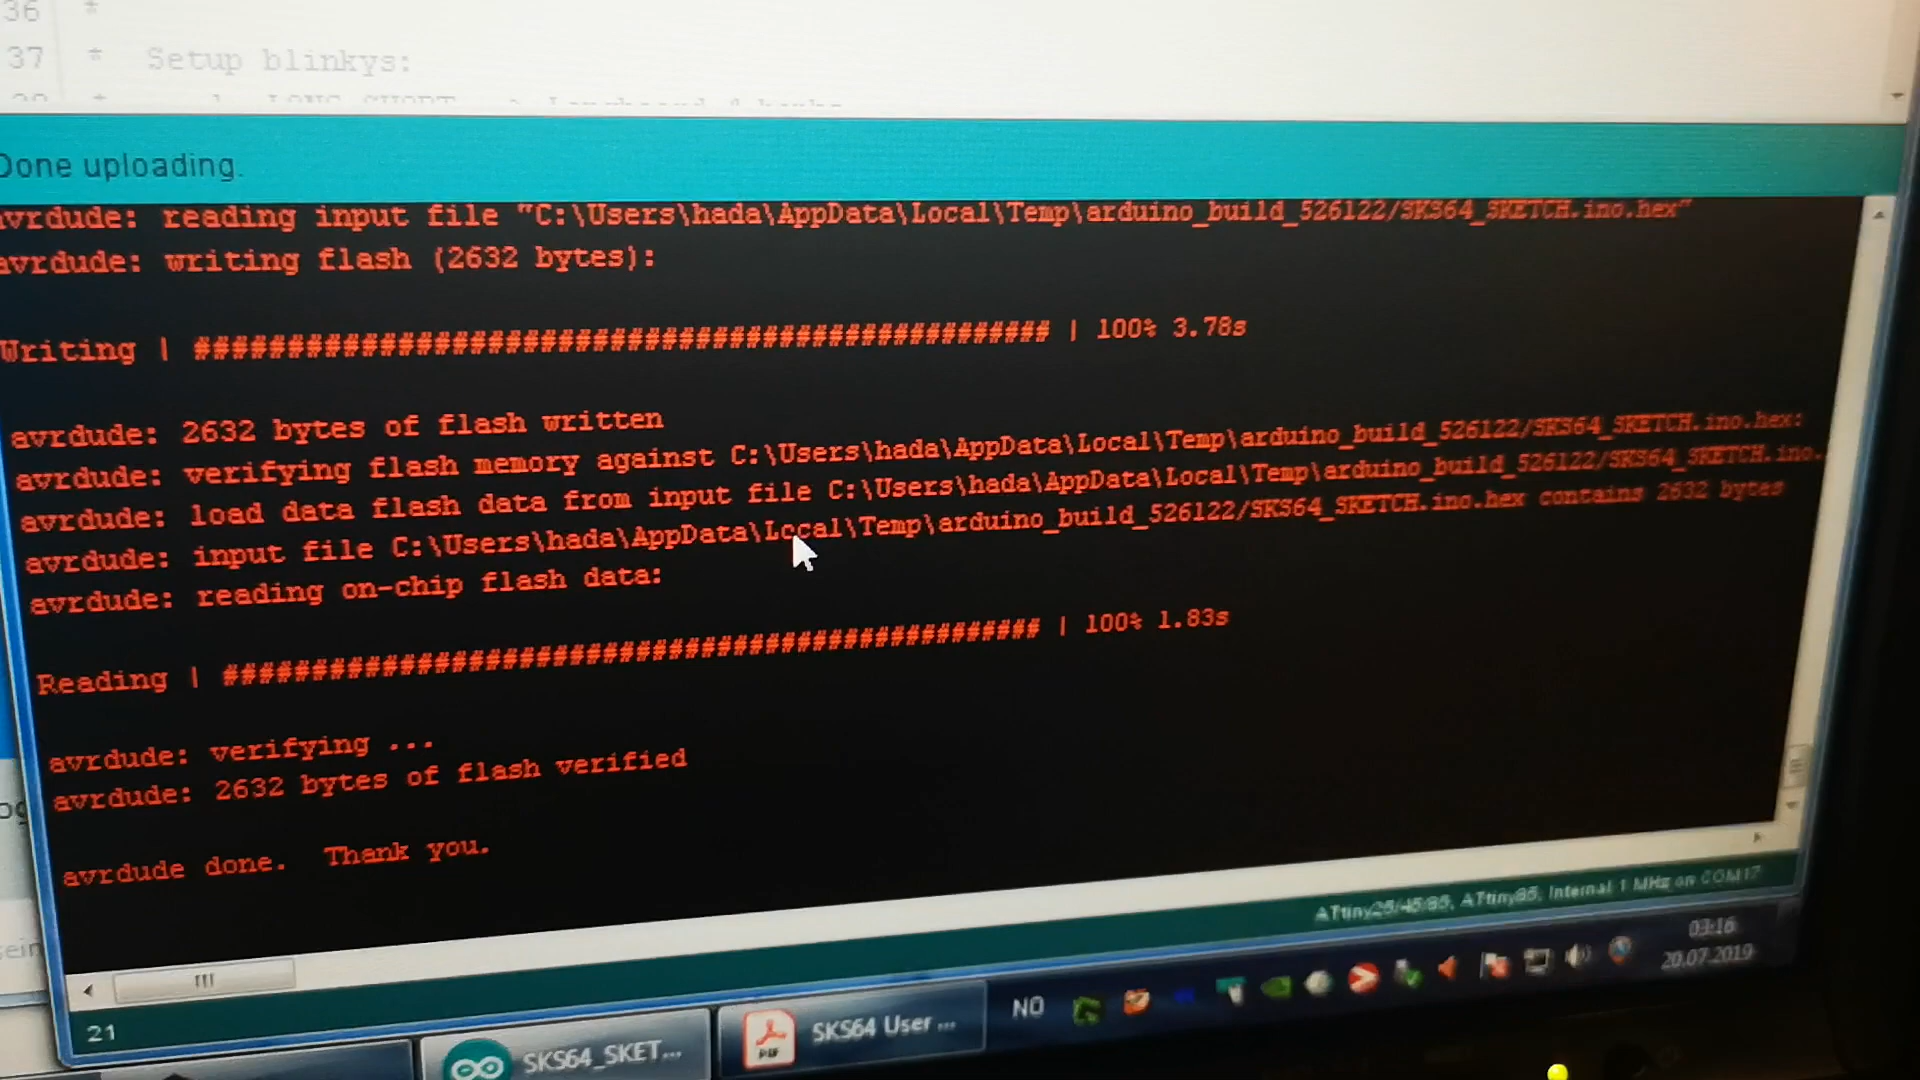 36 *
37 * Setup blinkys:
Done uploading.
avrdude: reading input file "C:\Users\hada\AppData\Local\Temp\arduino_build_526122/SKS64_SKETCH.ino.hex"
avrdude: writing flash (2632 bytes):
Writing | ################################################## | 100% 3.78s
avrdude: 2632 bytes of flash written
avrdude: verifying flash memory against C:\Users\hada\AppData\Local\Temp\arduino_build_526122/SKS64_SKETCH.ino.hex:
avrdude: load data flash data from input file C:\Users\hada\AppData\Local\Temp\arduino_build_526122/SKS64_SKETCH.ino.
avrdude: input file C:\Users\hada\AppData\Local\Temp\arduino_build_526122/SKS64_SKETCH.ino.hex contains 2632 bytes
avrdude: reading on-chip flash data:
Reading | ################################################## | 100% 1.83s
avrdude: verifying ...
avrdude: 2632 bytes of flash verified
avrdude done.  Thank you.
ATtiny25/45/85, ATtiny85, Internal 1 MHz on COM17
21
SKS64_SKET...
SKS64 User ...
NO
03:16
20.07.2019